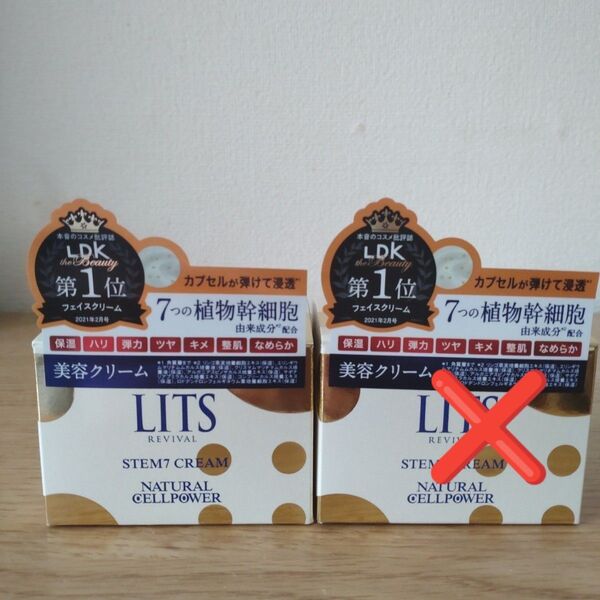 本音のコスメ批評誌
LDK
the Beauty
第1位
フェイスクリーム
2021年2月号
カプセルが弾けて浸透*1
7つの植物幹細胞
由来成分*2配合
保湿 ハリ 弾力 ツヤ キメ 整肌 なめらか
美容クリーム
LITS
REVIVAL
STEM7 CREAM
NATURAL
CELLPOWER
本音のコスメ批評誌
LDK
the Beauty
第1位
フェイスクリーム
2021年2月号
カプセルが弾けて浸透*1
7つの植物幹細胞
由来成分*2配合
保湿 ハリ 弾力 ツヤ キメ 整肌 なめらか
美容クリーム
LITS
REVIVAL
STEM7 CREAM
NATURAL
CELLPOWER